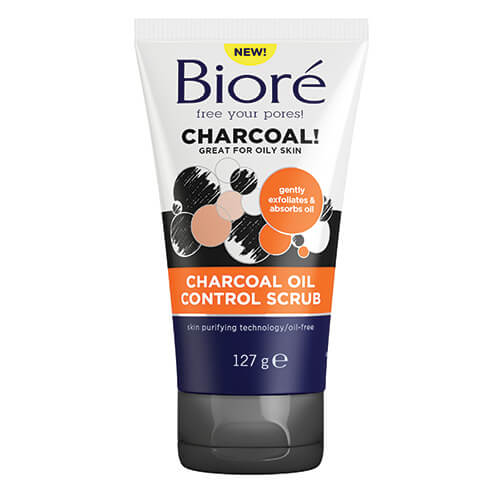 NEW!
Bioré
free your pores!
CHARCOAL!
GREAT FOR OILY SKIN
gently
exfoliates &
absorbs oil
CHARCOAL OIL
CONTROL SCRUB
skin purifying technology/oil-free
127 g ℮